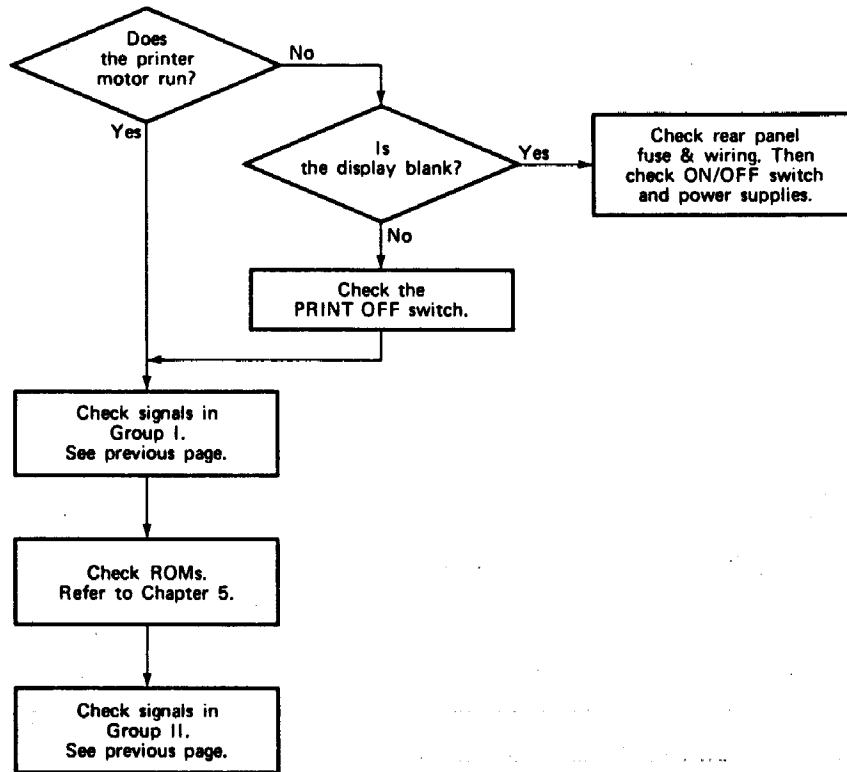 Does
the printer
motor run?
No
Yes
Is
the display blank?
Yes
Check rear panel
fuse & wiring. Then
check ON/OFF switch
and power supplies.
No
Check the
PRINT OFF switch.
Check signals in
Group I.
See previous page.
Check ROMs.
Refer to Chapter 5.
Check signals in
Group II.
See previous page.